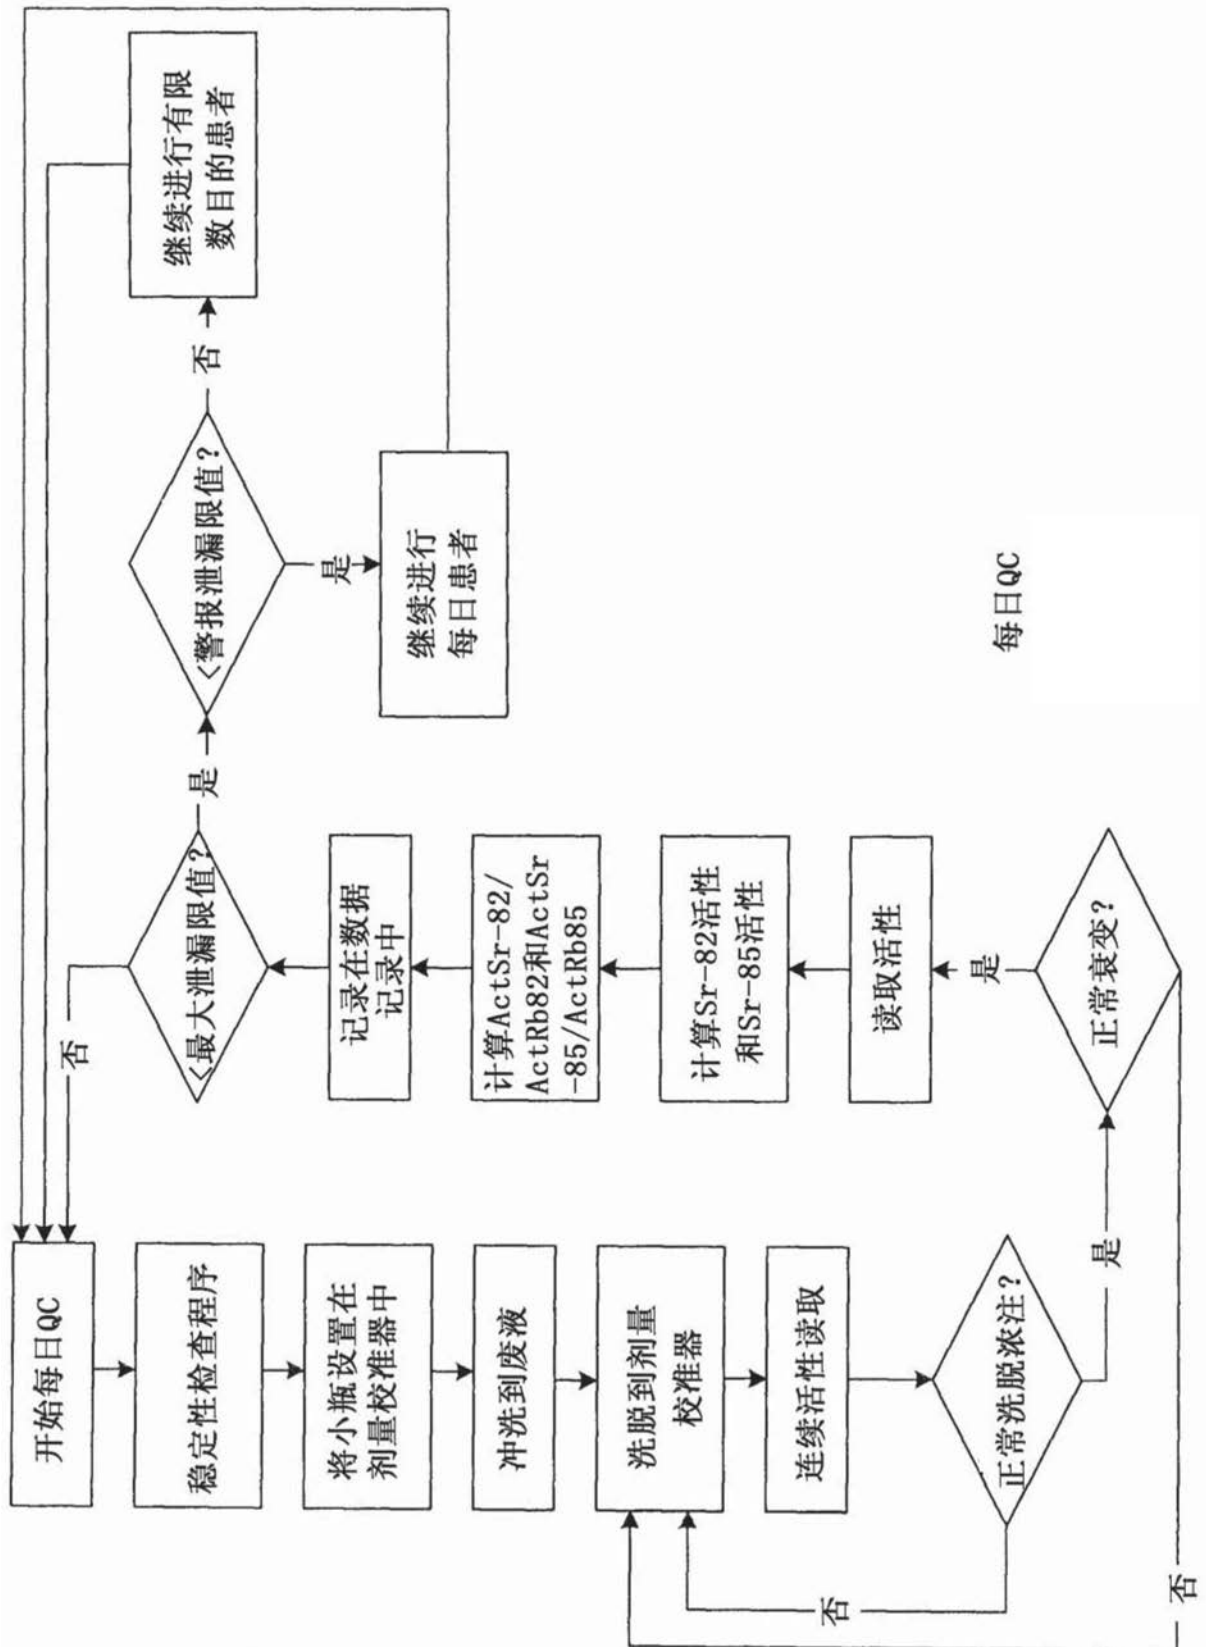 开始每日QC
稳定性检查程序
将小瓶设置在
剂量校准器中
冲洗到废液
洗脱到剂量
校准器
连续活性读取
正常洗脱浓注?
否
是
否
正常衰变?
是
读取活性
计算Sr-82活性
和Sr-85活性
计算ActSr-82/
ActRb82和ActSr
-85/ActRb85
记录在数据
记录中
<最大泄漏限值?
否
是
<警报泄漏限值?
否
是
继续进行有限
数目的患者
继续进行
每日患者
每日QC